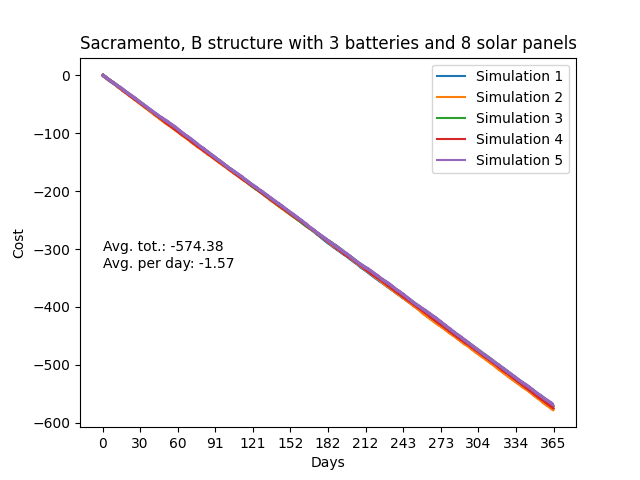 Sacramento, B structure with 3 batteries and 8 solar panels
Simulation 1
Simulation 2
Simulation 3
Simulation 4
Simulation 5
Avg. tot.: -574.38
Avg. per day: -1.57
Cost
0
−100
−200
−300
−400
−500
−600
0 30 60 91 121 152 182 212 243 273 304 334 365
Days